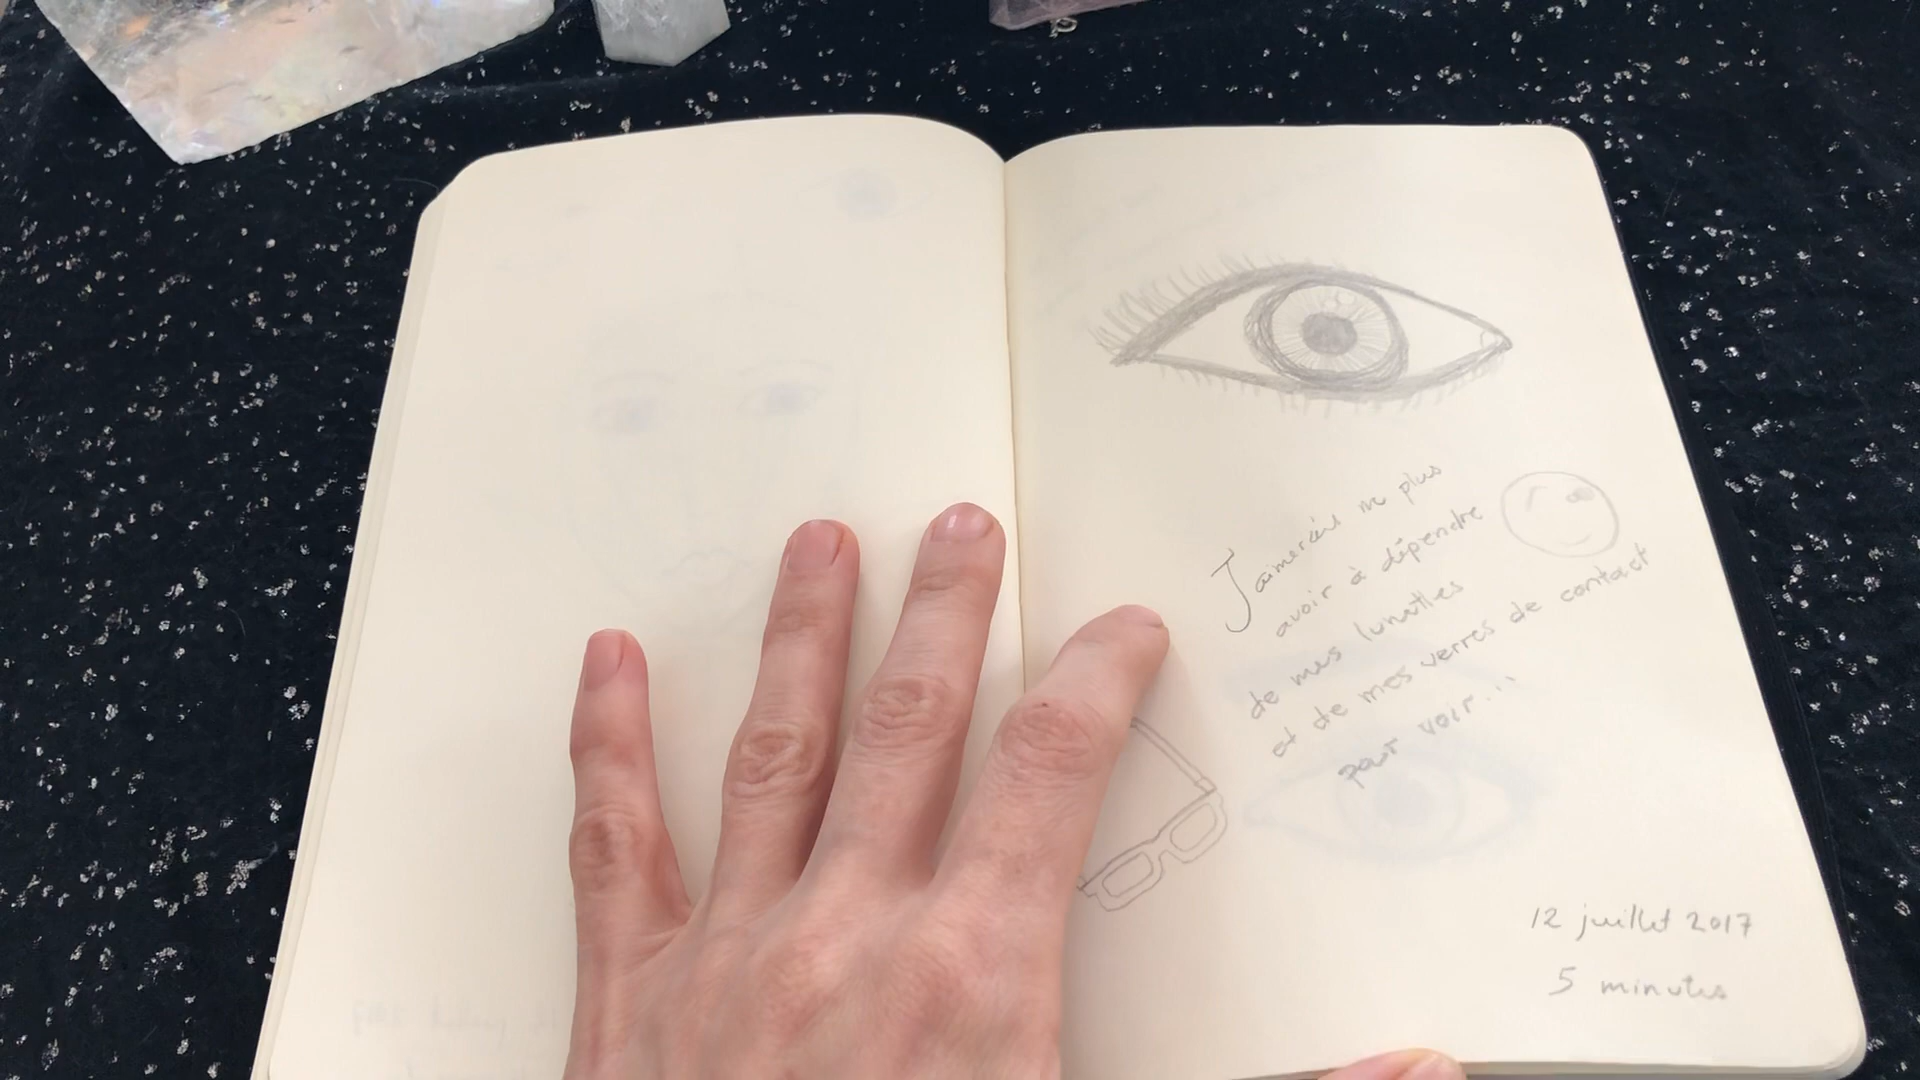 J'aimerais ne plus
avoir à dépendre
de mes lunettes
et de mes verres de contact
pour voir...
12 juillet 2017
5 minutes